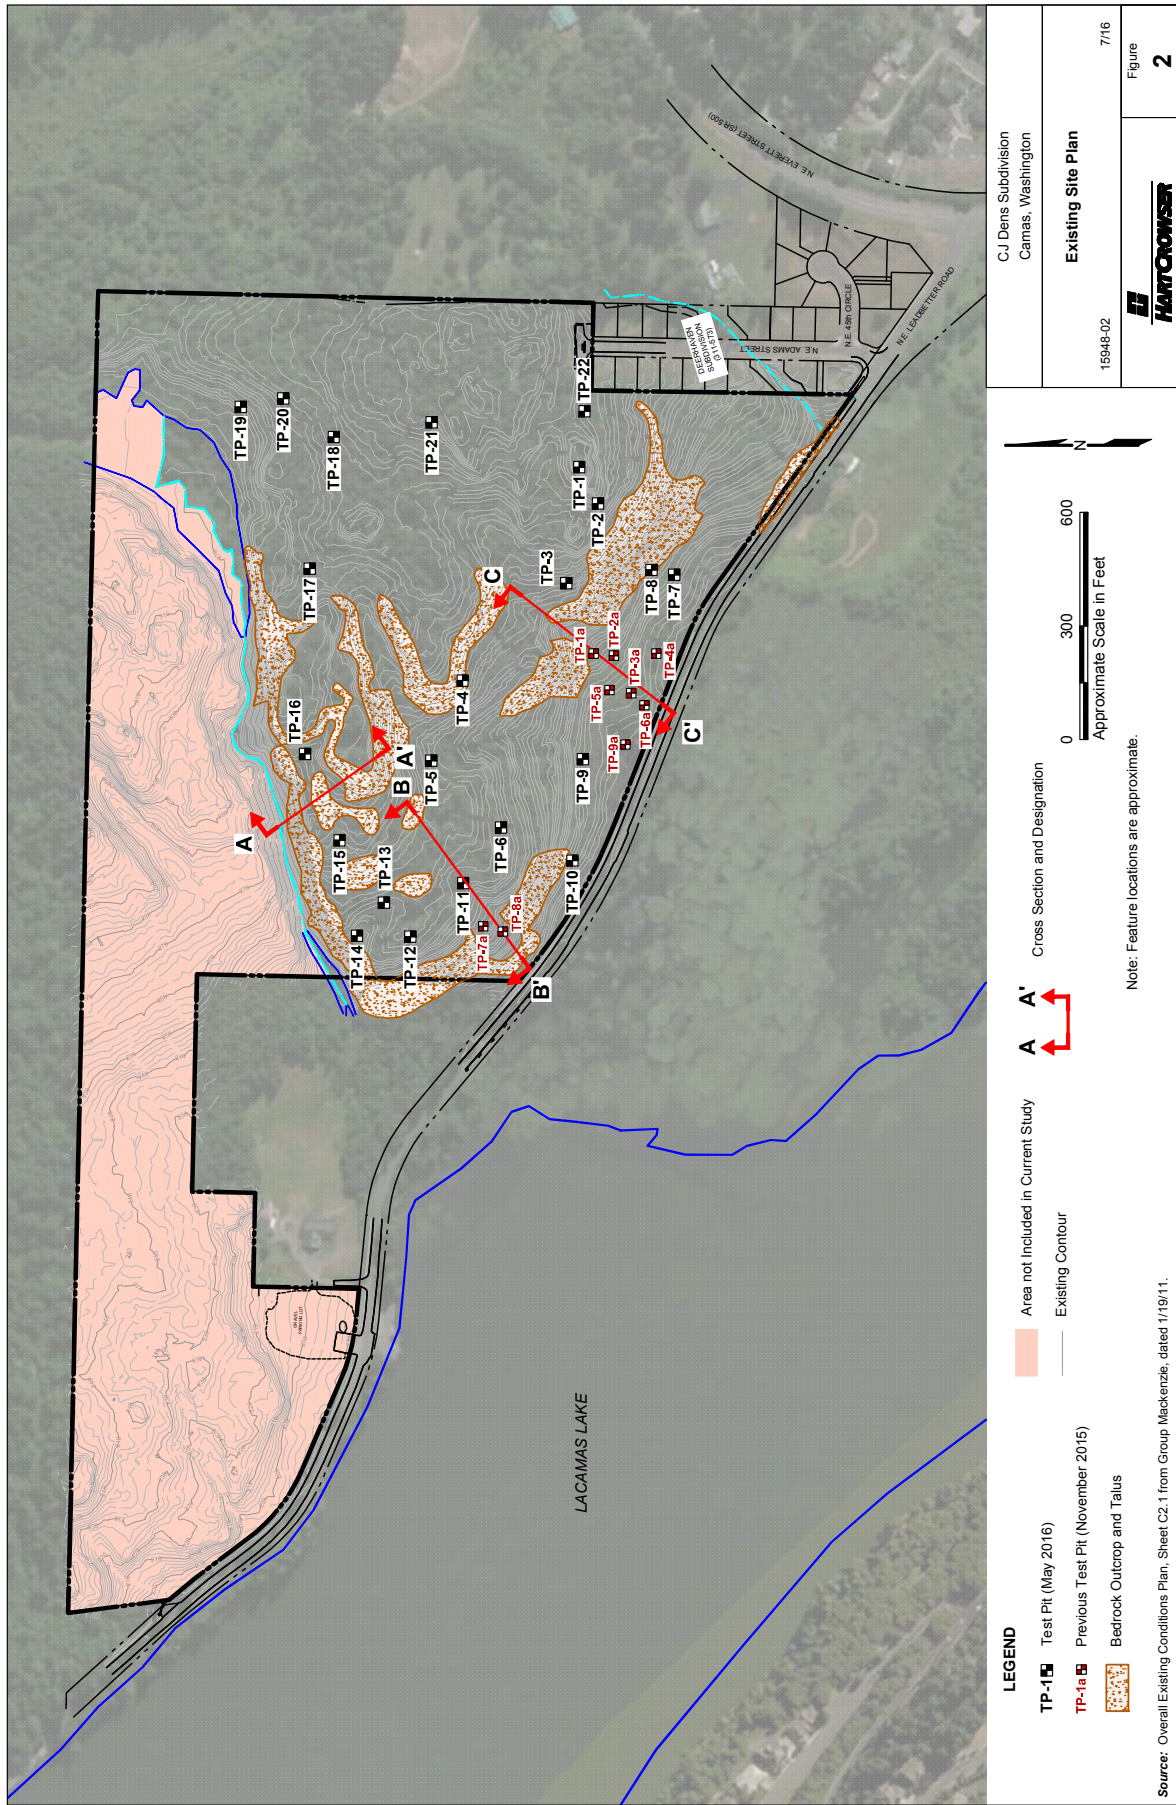 TP-19
TP-20
TP-18
TP-21
TP-22
TP-17
TP-1
TP-2
TP-3
TP-8
TP-7
TP-16
TP-4
TP-5
TP-9
TP-6
TP-10
TP-15
TP-13
TP-11
TP-14
TP-12
TP-1a
TP-2a
TP-3a
TP-4a
TP-5a
TP-6a
TP-9a
TP-7a
TP-8a
A
A'
B
B'
C
C'
N.E. EVERETT STREET (SR 500)
DEERHAVEN
SUBDIVISION
(311-573)
N.E. ADAMS STREET
N.E. 45th CIRCLE
N.E. LEADBETTER ROAD
GRAVEL
PARKING LOT
LACAMAS LAKE
LEGEND
TP-1 Test Pit (May 2016)
TP-1a Previous Test Pit (November 2015)
Bedrock Outcrop and Talus
Area not Included in Current Study
Existing Contour
A A' Cross Section and Designation
Note: Feature locations are approximate.
0 300 600
Approximate Scale in Feet
N
Source: Overall Existing Conditions Plan, Sheet C2.1 from Group Mackenzie, dated 1/19/11.
CJ Dens Subdivision
Camas, Washington
Existing Site Plan
15948-02 7/16
HARTCROWSER
Figure
2